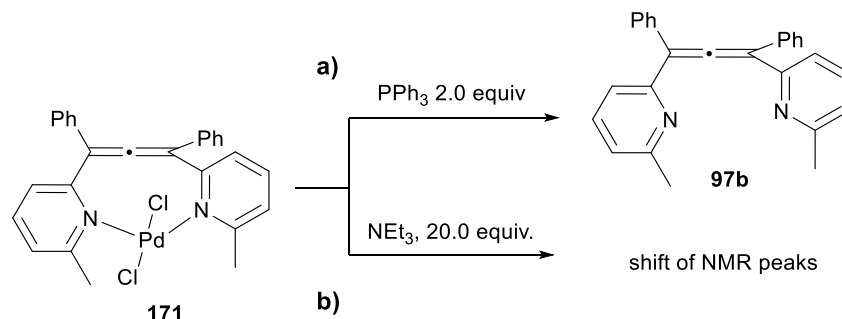 Ph
Ph
a)
PPh3 2.0 equiv
N
N
97b
Ph
Ph
Cl
N
N
Pd
Cl
NEt3, 20.0 equiv.
shift of NMR peaks
171
b)